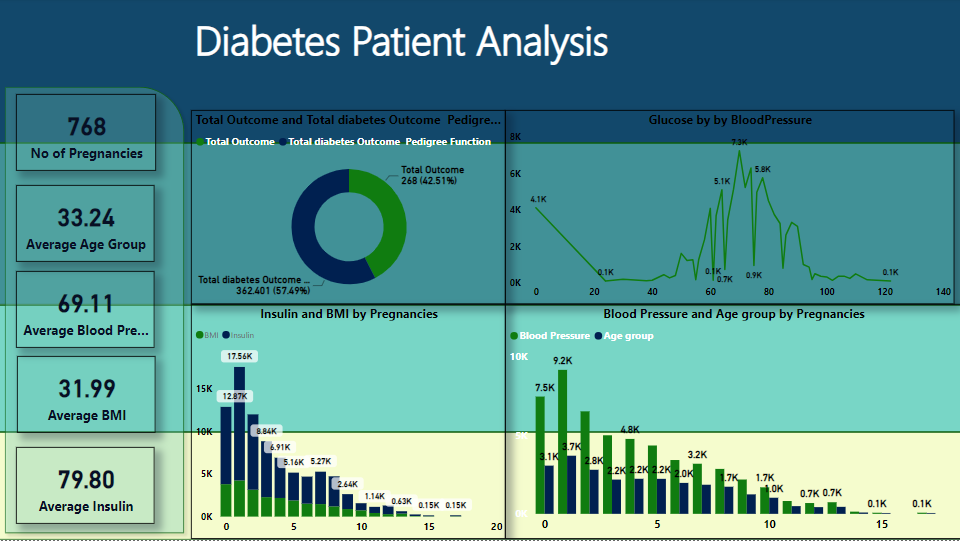 Diabetes Patient Analysis
768
No of Pregnancies
33.24
Average Age Group
69.11
Average Blood Pre...
31.99
Average BMI
79.80
Average Insulin
Total Outcome and Total diabetes Outcome Pedigre...
Total Outcome Total diabetes Outcome Pedigree Function
Total Outcome
268 (42.51%)
Total diabetes Outcome ...
362.401 (57.49%)
Glucose by by BloodPressure
8K
6K
4K
2K
0K
4.1K
0.1K
5.1K
0.1K
0.7K
7.3K
0.9K
5.8K
0.1K
0 20 40 60 80 100 120 140
Insulin and BMI by Pregnancies
BMI Insulin
15K
10K
5K
0K
12.87K
17.56K
8.84K
6.91K
5.16K
5.27K
2.64K
1.14K
0.63K
0.15K
0.15K
0 5 10 15 20
Blood Pressure and Age group by Pregnancies
Blood Pressure Age group
10K
5K
0K
7.5K
9.2K
3.1K
3.7K
2.8K
2.2K
4.8K
2.2K
2.2K
2.0K
3.2K
1.7K
1.7K
1.0K
0.7K
0.7K
0.1K
0.1K
0 5 10 15